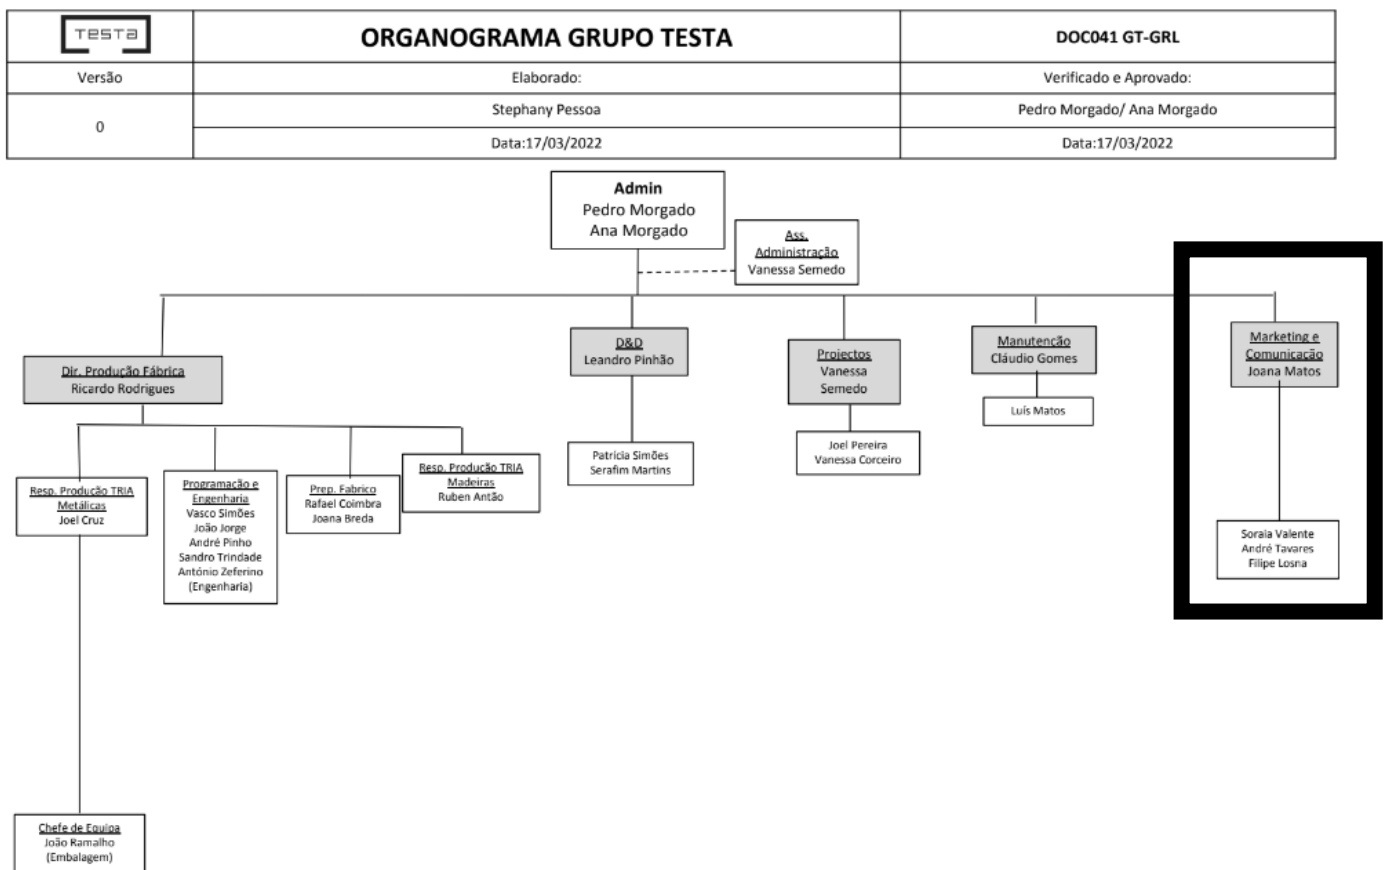 TESTA
ORGANOGRAMA GRUPO TESTA
DOC041 GT-GRL
Versão
Elaborado:
Verificado e Aprovado:
0
Stephany Pessoa
Pedro Morgado/ Ana Morgado
Data:17/03/2022
Data:17/03/2022
Admin
Pedro Morgado
Ana Morgado
Ass.
Administração
Vanessa Semedo
Dir. Produção Fábrica
Ricardo Rodrigues
D&D
Leandro Pinhão
Projectos
Vanessa
Semedo
Manutenção
Cláudio Gomes
Marketing e
Comunicação
Joana Matos
Resp. Produção TRIA
Metálicas
Joel Cruz
Programação e
Engenharia
Vasco Simões
João Jorge
André Pinho
Sandro Trindade
António Zeferino
(Engenharia)
Prep. Fabrico
Rafael Coimbra
Joana Breda
Resp. Produção TRIA
Madeiras
Ruben Antão
Patricia Simões
Serafim Martins
Joel Pereira
Vanessa Corceiro
Luís Matos
Soraia Valente
André Tavares
Filipe Losna
Chefe de Equipa
João Ramalho
(Embalagem)